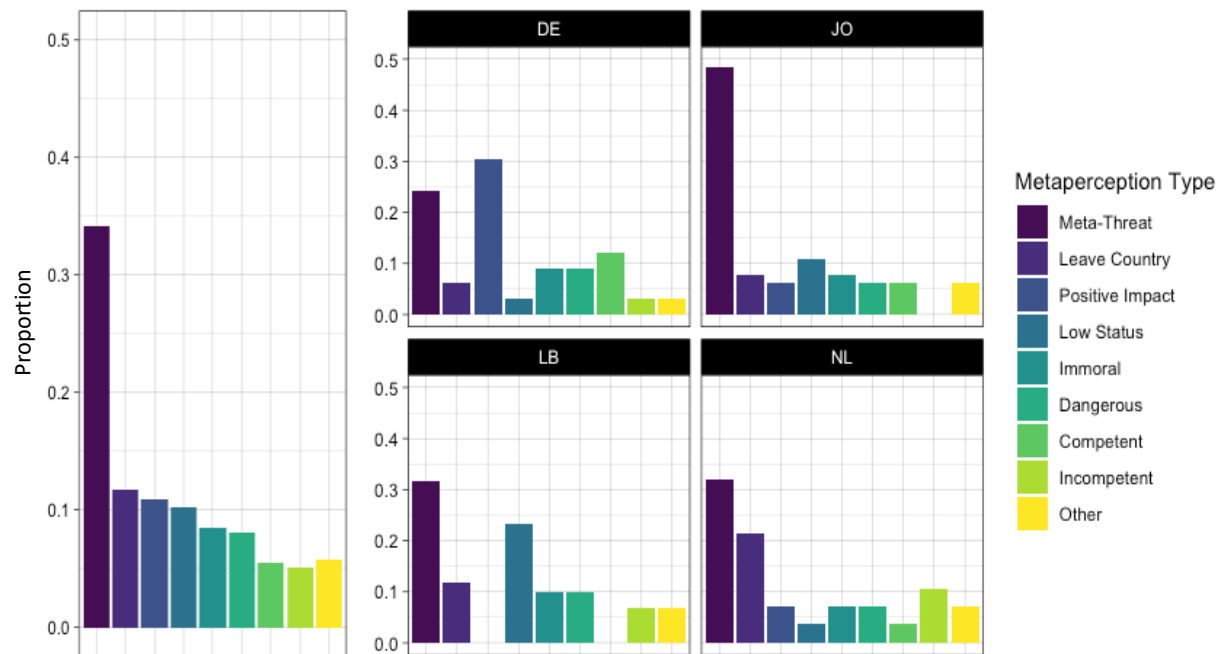 Proportion
0.5
0.4
0.3
0.2
0.1
0.0
DE
JO
0.5
0.4
0.3
0.2
0.1
0.0
LB
NL
0.5
0.4
0.3
0.2
0.1
0.0
Metaperception Type
Meta-Threat
Leave Country
Positive Impact
Low Status
Immoral
Dangerous
Competent
Incompetent
Other